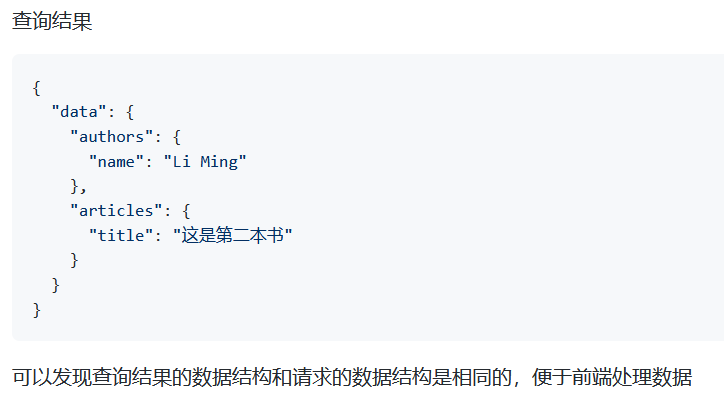 查询结果
{
  "data": {
    "authors": {
      "name": "Li Ming"
    },
    "articles": {
      "title": "这是第二本书"
    }
  }
}
可以发现查询结果的数据结构和请求的数据结构是相同的，便于前端处理数据